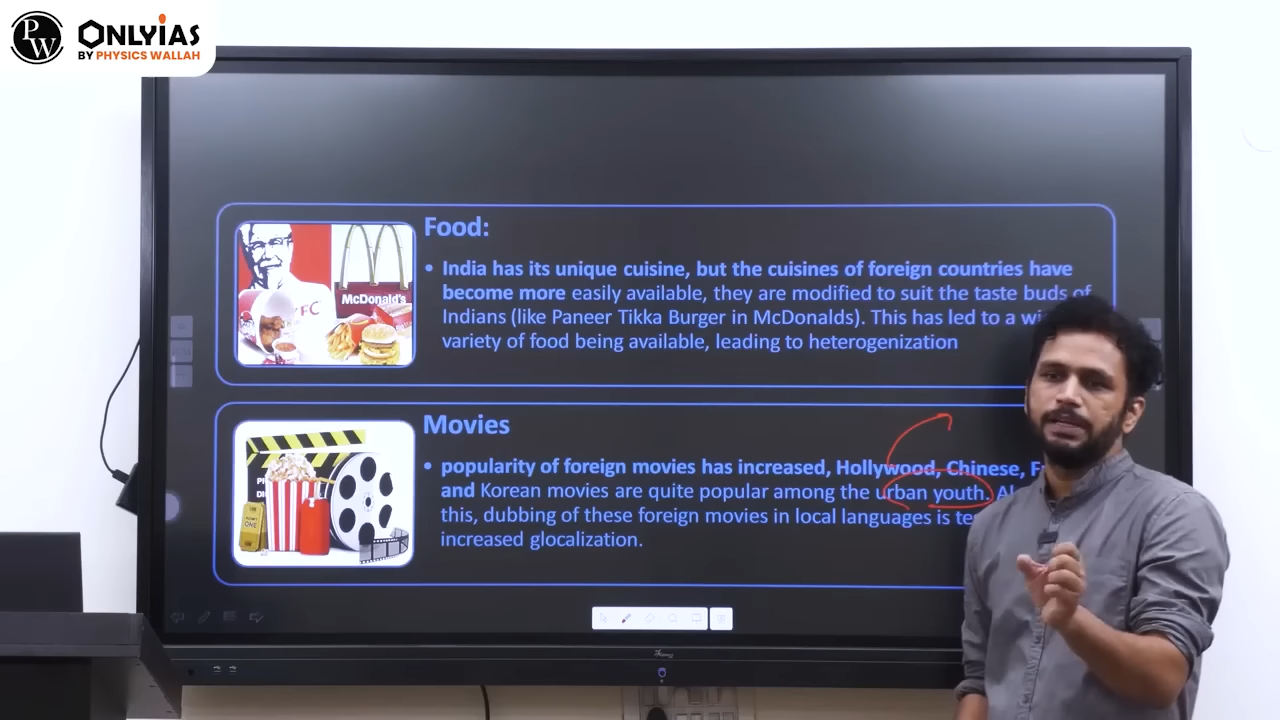 PW
ONLYIAS
BY PHYSICS WALLAH
Food:
• India has its unique cuisine, but the cuisines of foreign countries have
become more easily available, they are modified to suit the taste buds of
Indians (like Paneer Tikka Burger in McDonalds). This has led to a
variety of food being available, leading to heterogenization
McDonald's
Movies
• popularity of foreign movies has increased, Hollywood, Chinese,
and Korean movies are quite popular among the urban youth.
this, dubbing of these foreign movies in local languages is
increased glocalization.